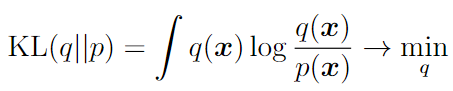 KL(q||p) = ∫ q(x) log q(x)/p(x) → min_q